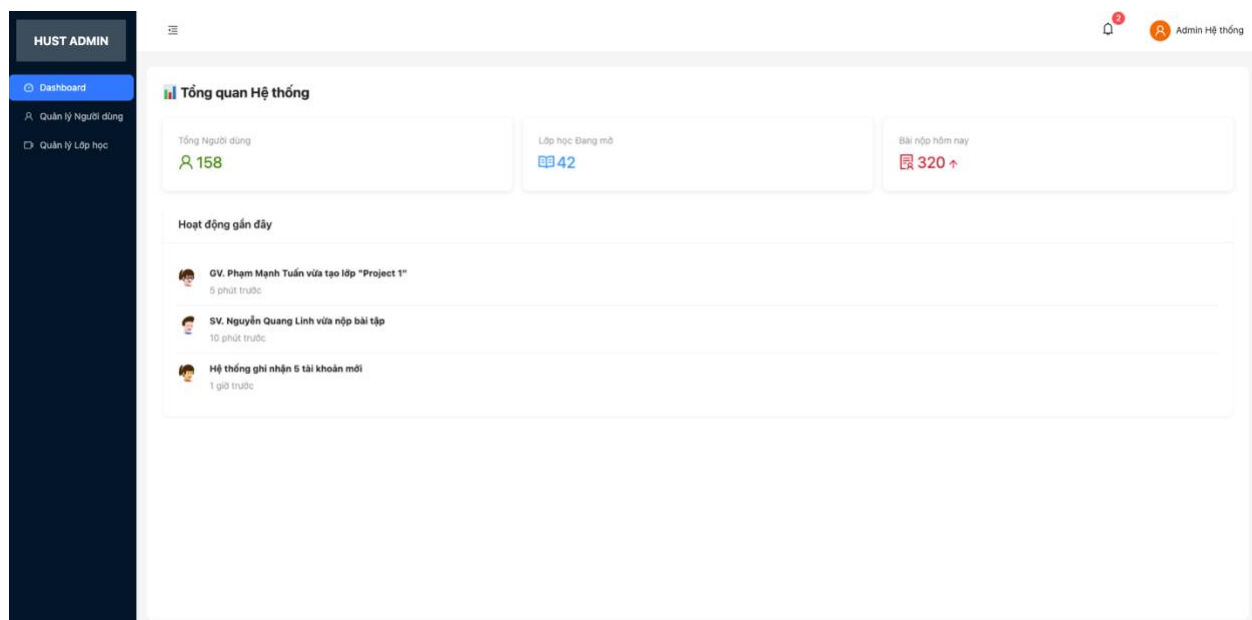 HUST ADMIN
2
Admin Hệ thống
Dashboard
Quản lý Người dùng
Quản lý Lớp học
Tổng quan Hệ thống
Tổng Người dùng
158
Lớp học Đang mở
42
Bài nộp hôm nay
320
Hoạt động gần đây
GV. Phạm Mạnh Tuấn vừa tạo lớp "Project 1"
5 phút trước
SV. Nguyễn Quang Linh vừa nộp bài tập
10 phút trước
Hệ thống ghi nhận 5 tài khoản mới
1 giờ trước